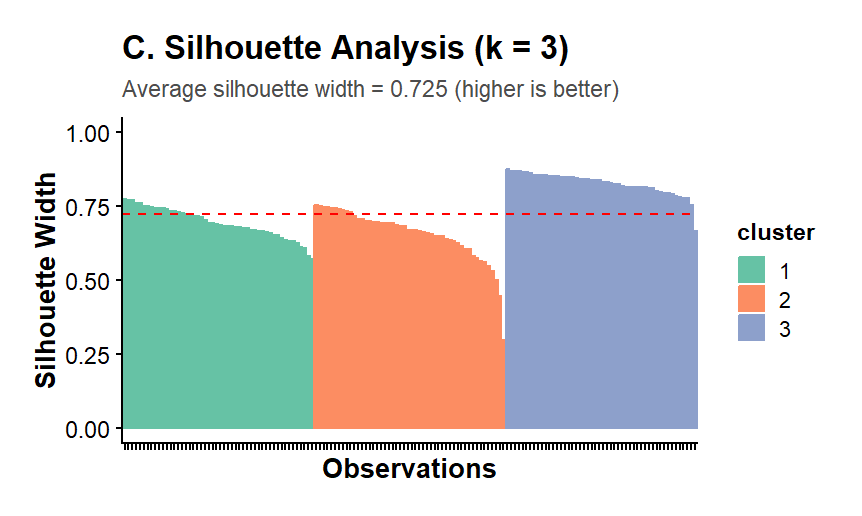 C. Silhouette Analysis (k = 3)
Average silhouette width = 0.725 (higher is better)
1.00
0.75
0.50
0.25
0.00
Silhouette Width
Observations
cluster
1
2
3